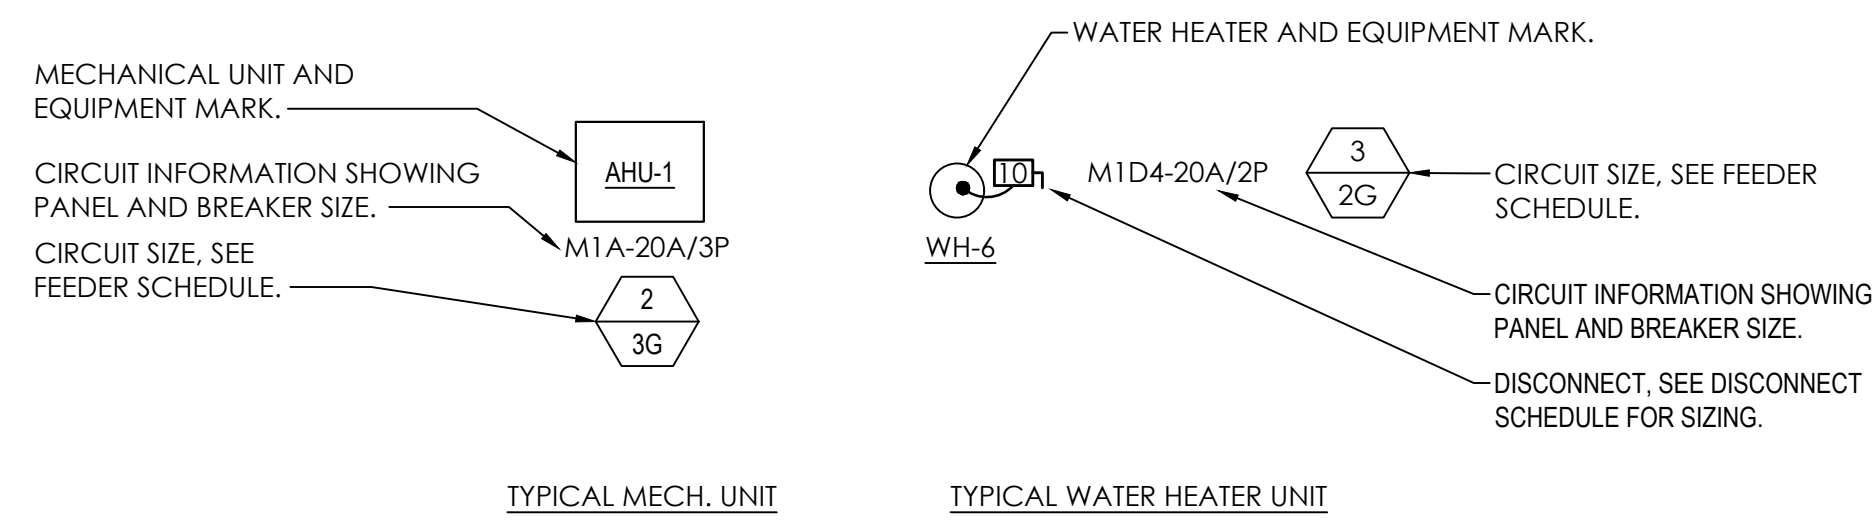 MECHANICAL UNIT AND
EQUIPMENT MARK.
AHU-1
CIRCUIT INFORMATION SHOWING
PANEL AND BREAKER SIZE.
M1A-20A/3P
CIRCUIT SIZE, SEE
FEEDER SCHEDULE.
2
3G
TYPICAL MECH. UNIT
WATER HEATER AND EQUIPMENT MARK.
10
WH-6
M1D4-20A/2P
3
2G
CIRCUIT SIZE, SEE FEEDER
SCHEDULE.
CIRCUIT INFORMATION SHOWING
PANEL AND BREAKER SIZE.
DISCONNECT, SEE DISCONNECT
SCHEDULE FOR SIZING.
TYPICAL WATER HEATER UNIT